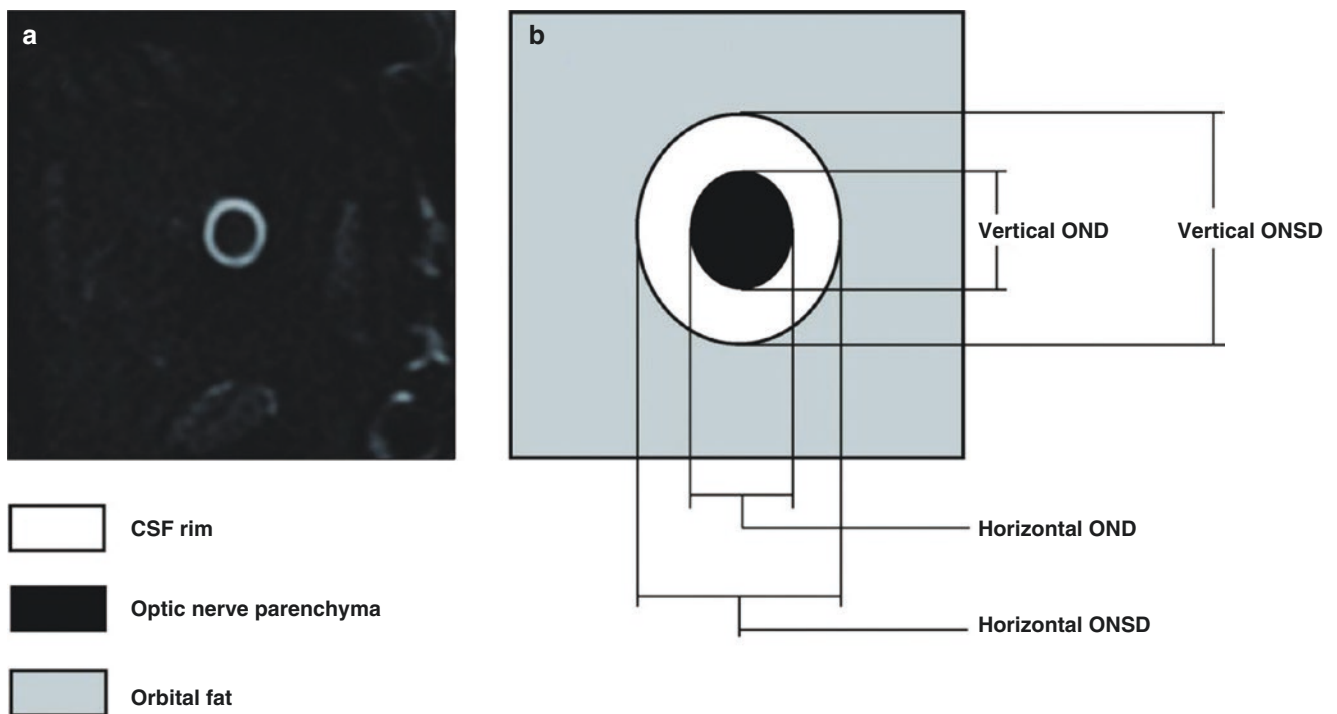 a
b
Vertical OND
Vertical ONSD
CSF rim
Horizontal OND
Optic nerve parenchyma
Horizontal ONSD
Orbital fat